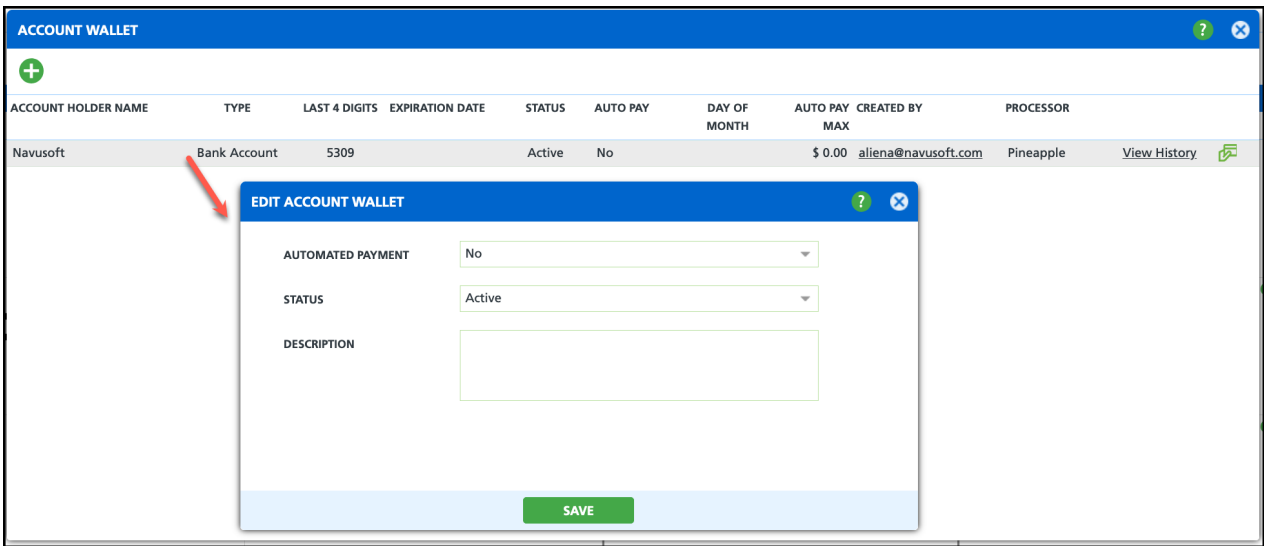 ACCOUNT WALLET ?
ACCOUNT HOLDER NAME TYPE LAST 4 DIGITS EXPIRATION DATE STATUS AUTO PAY DAY OF MONTH AUTO PAY MAX CREATED BY PROCESSOR
Navusoft Bank Account 5309 Active No $ 0.00 aliena@navusoft.com Pineapple View History
EDIT ACCOUNT WALLET ?
AUTOMATED PAYMENT No
STATUS Active
DESCRIPTION
SAVE